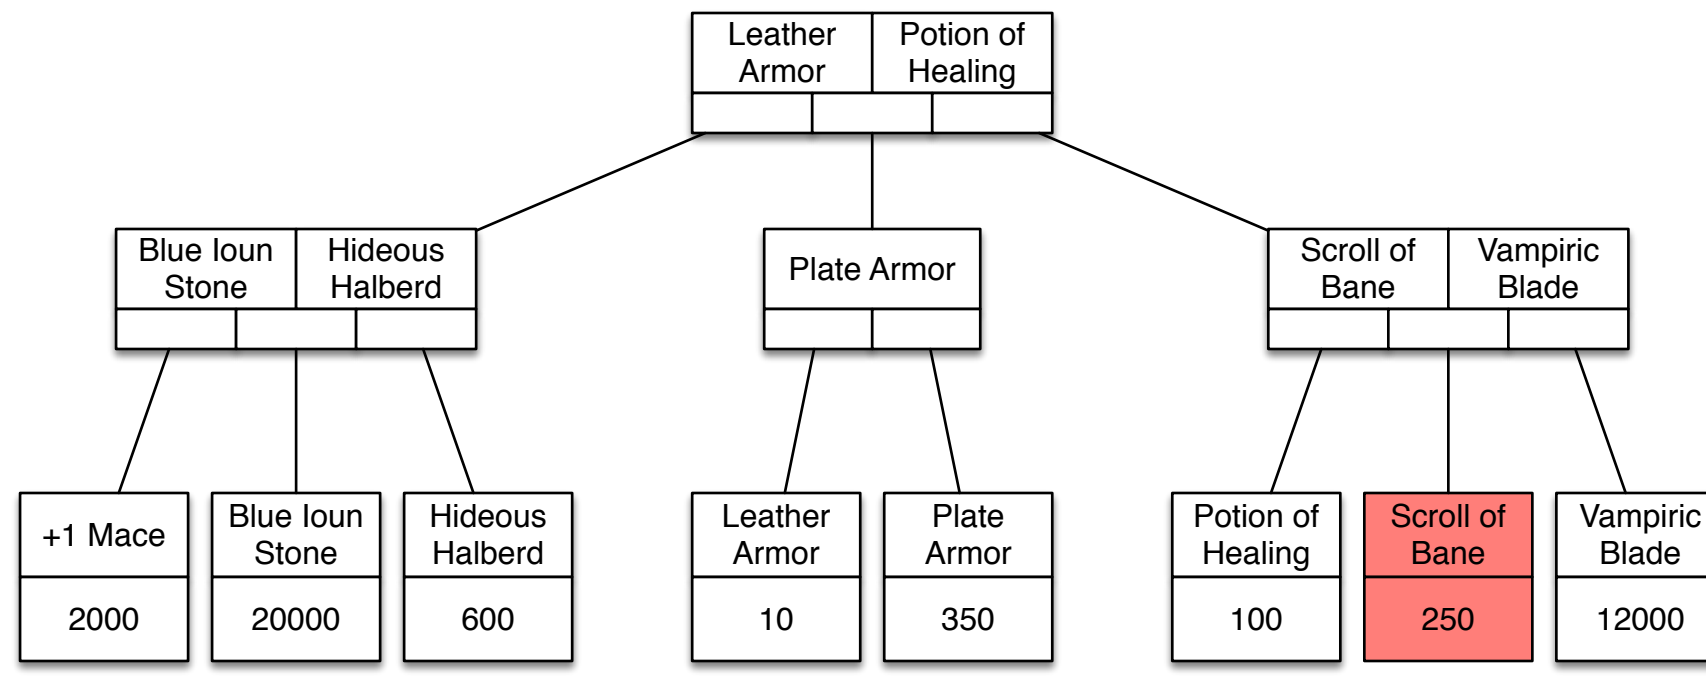 Leather
Armor
Potion of
Healing
Blue Ioun
Stone
Hideous
Halberd
Plate Armor
Scroll of
Bane
Vampiric
Blade
+1 Mace
2000
Blue Ioun
Stone
20000
Hideous
Halberd
600
Leather
Armor
10
Plate
Armor
350
Potion of
Healing
100
Scroll of
Bane
250
Vampiric
Blade
12000